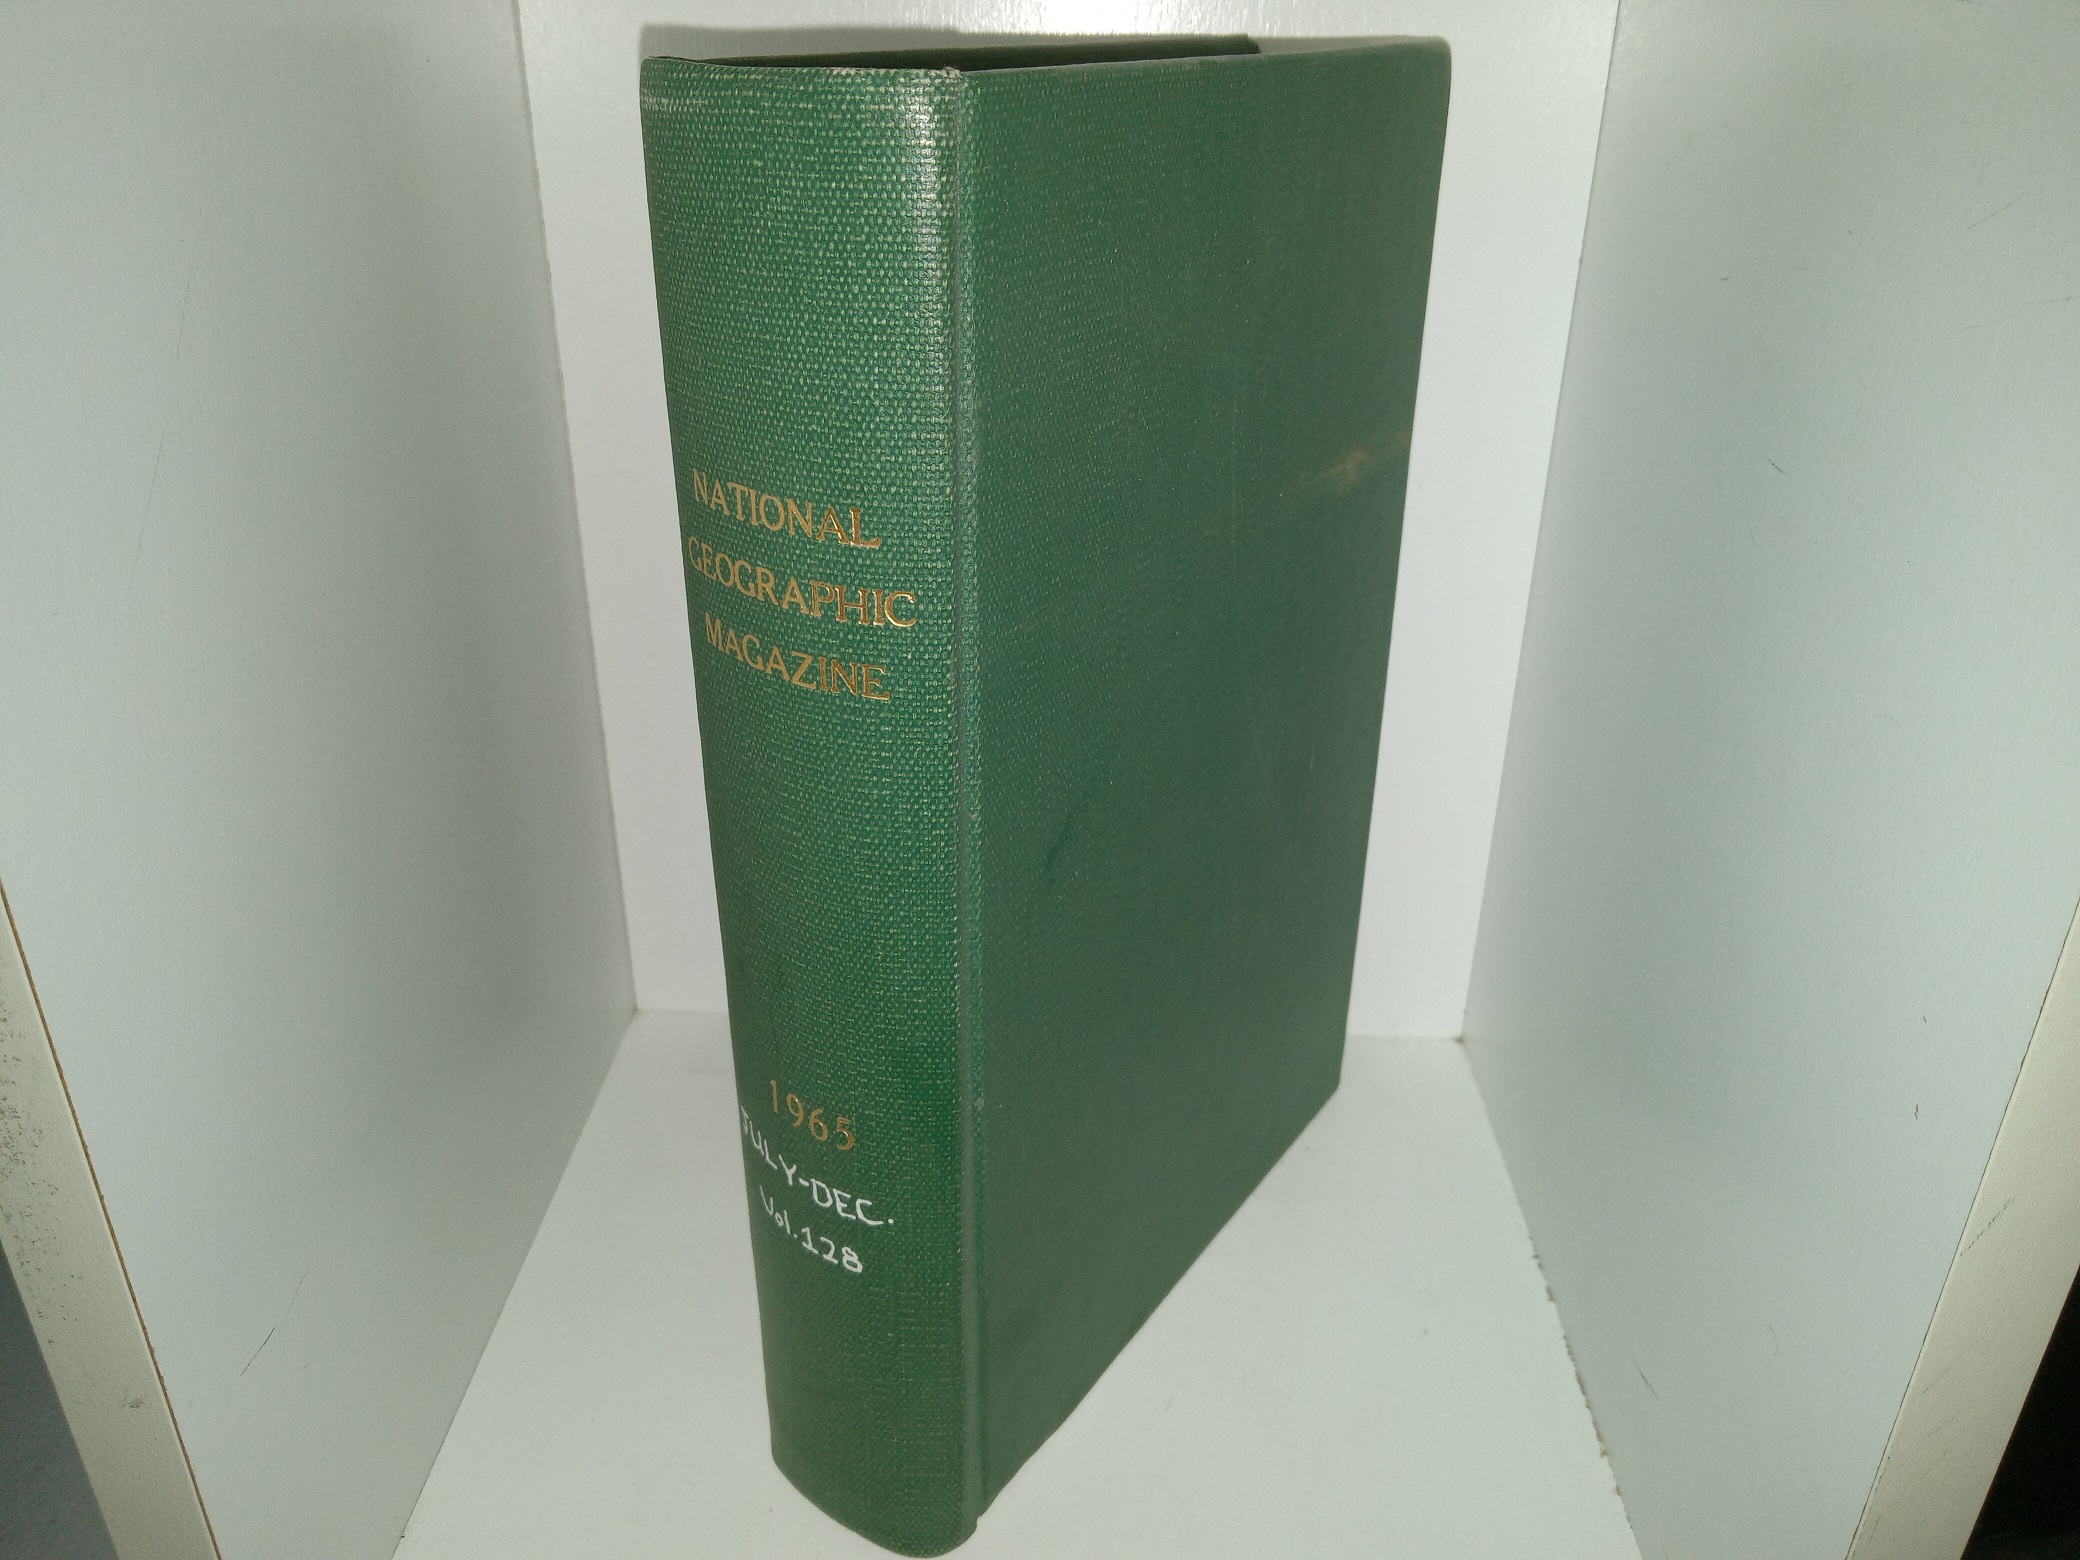 NATIONAL
GEOGRAPHIC
MAGAZINE
1965
JULY-DEC.
Vol.128